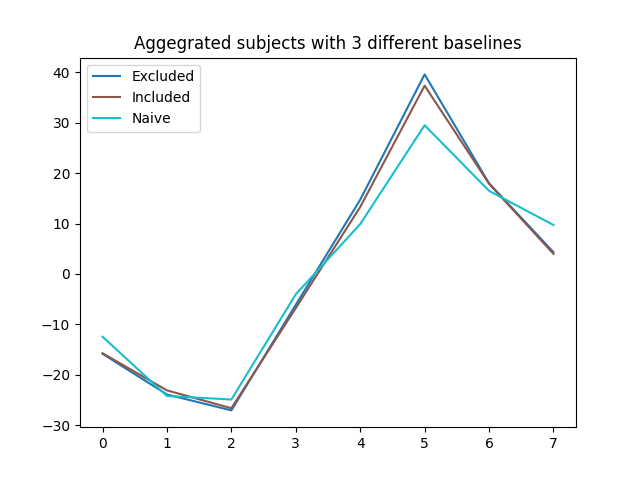 Aggegrated subjects with 3 different baselines
Excluded
Included
Naive
40
30
20
10
0
−10
−20
−30
0 1 2 3 4 5 6 7